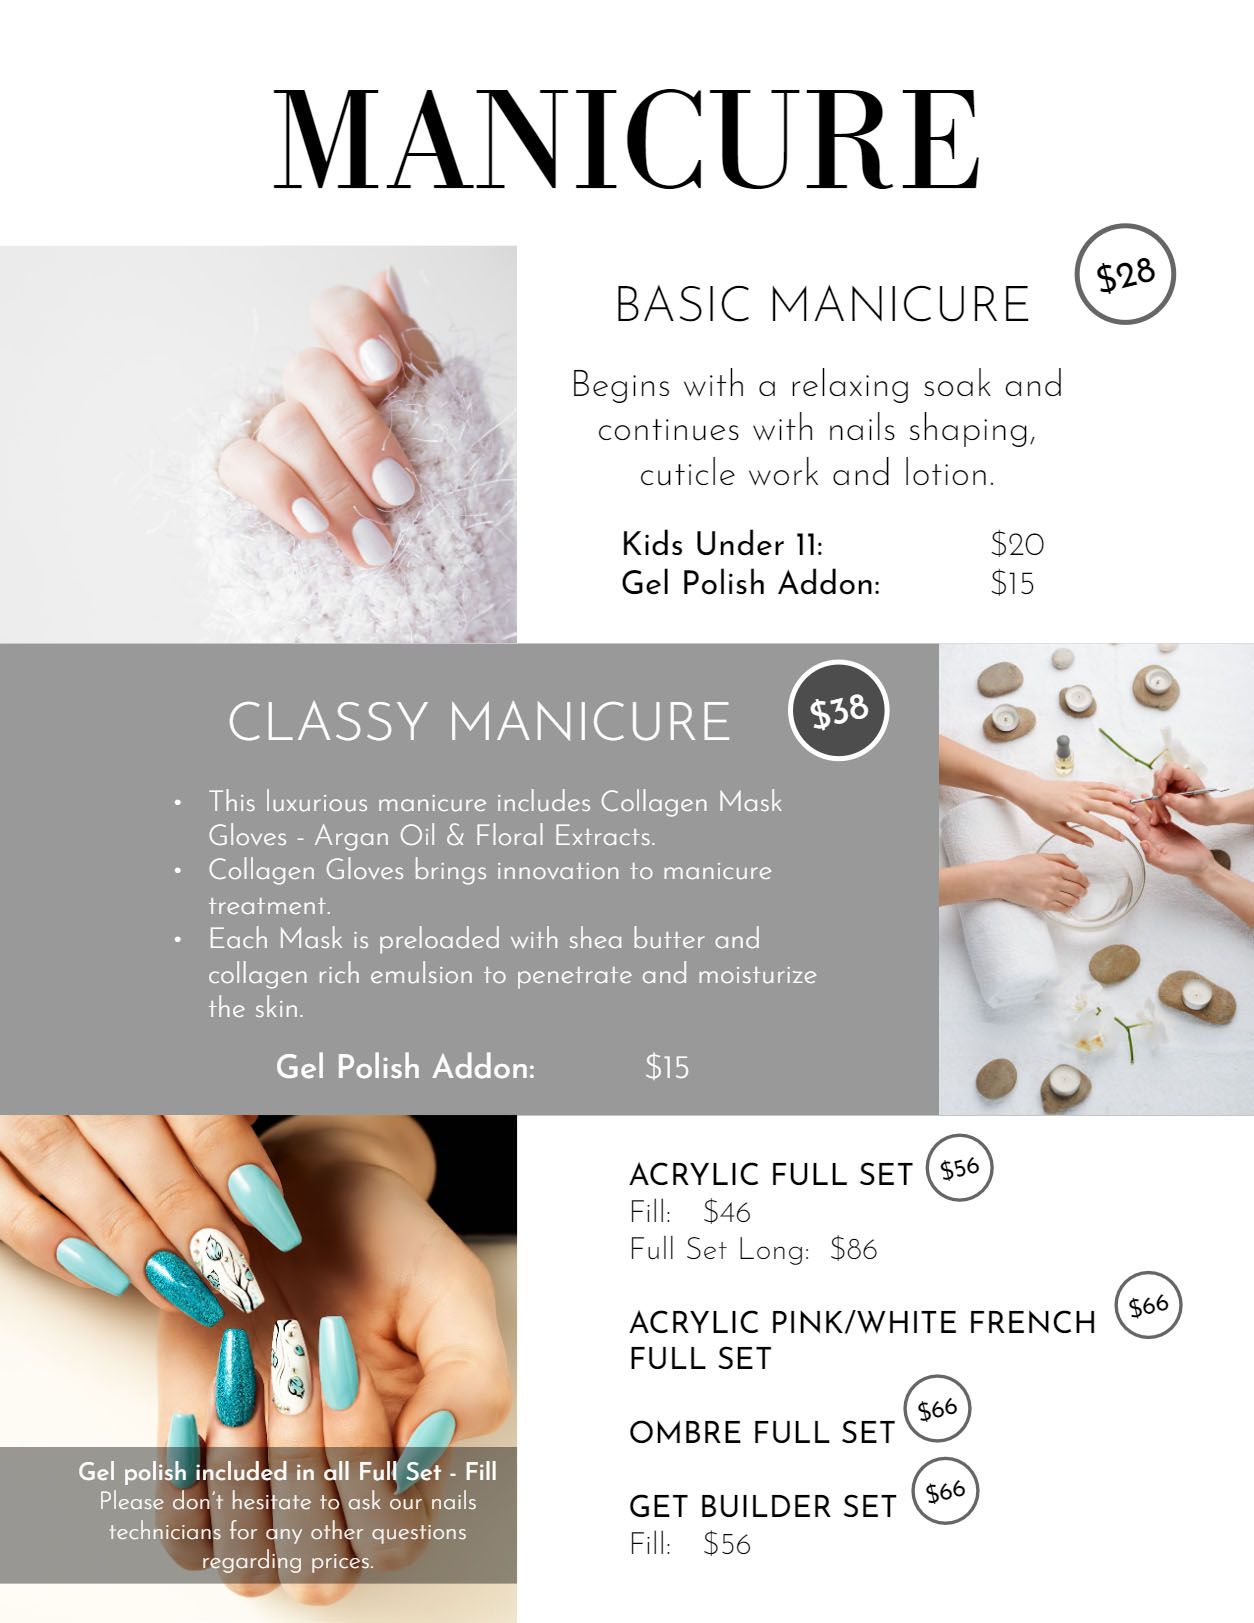 MANICURE
$28
BASIC MANICURE
Begins with a relaxing soak and
continues with nails shaping,
cuticle work and lotion.
Kids Under 11: $20
Gel Polish Addon: $15
CLASSY MANICURE $38
• This luxurious manicure includes Collagen Mask
Gloves - Argan Oil & Floral Extracts.
• Collagen Gloves brings innovation to manicure
treatment.
• Each Mask is preloaded with shea butter and
collagen rich emulsion to penetrate and moisturize
the skin.
Gel Polish Addon: $15
ACRYLIC FULL SET $56
Fill: $46
Full Set Long: $86
ACRYLIC PINK/WHITE FRENCH $66
FULL SET
OMBRE FULL SET $66
GET BUILDER SET $66
Fill: $56
Gel polish included in all Full Set - Fill
Please don't hesitate to ask our nails
technicians for any other questions
regarding prices.